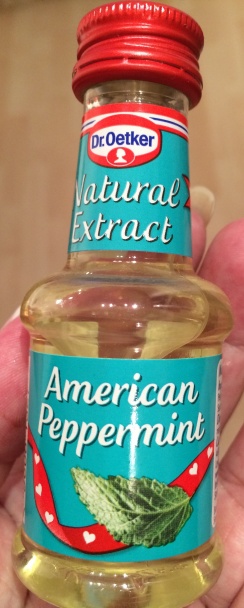 Dr. Oetker
Natural
Extract
American
Peppermint